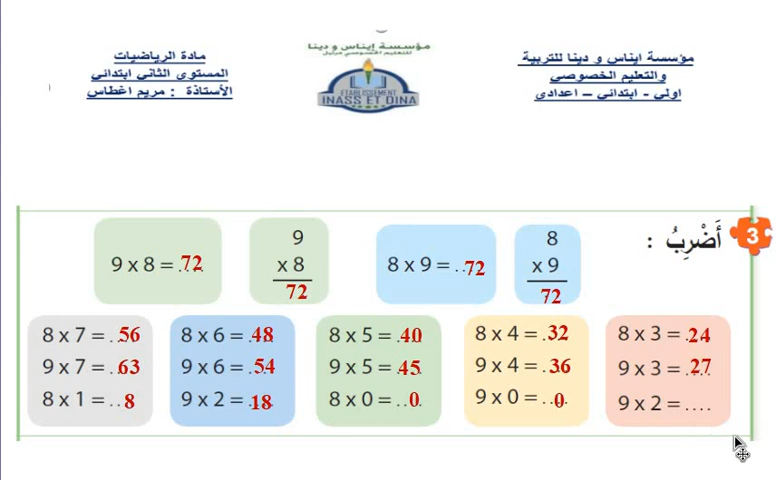 مؤسسة ايناس و دينا للتربية
والتعليم الخصوصي
اولي - ابتدائي – اعدادي
مؤسسة إيناس و دينا
للتعليم الخصوصي مرتيل
ETABLISSEMENT
INASS ET DINA
مادة الرياضيات
المستوى الثاني ابتدائي
الأستاذة : مريم اغطاس
3 أَضْرِبُ :
8
x 9
72
8 x 9 = ..72
9
x 8
72
9 x 8 = .72
8 x 3 = .24
9 x 3 = .27
9 x 2 = ....
8 x 4 = .32
9 x 4 = .36
9 x 0 = ..0
8 x 5 = .40
9 x 5 = .45
8 x 0 = ..0
8 x 6 = .48
9 x 6 = .54
9 x 2 = .18
8 x 7 = .56
9 x 7 = .63
8 x 1 = ..8